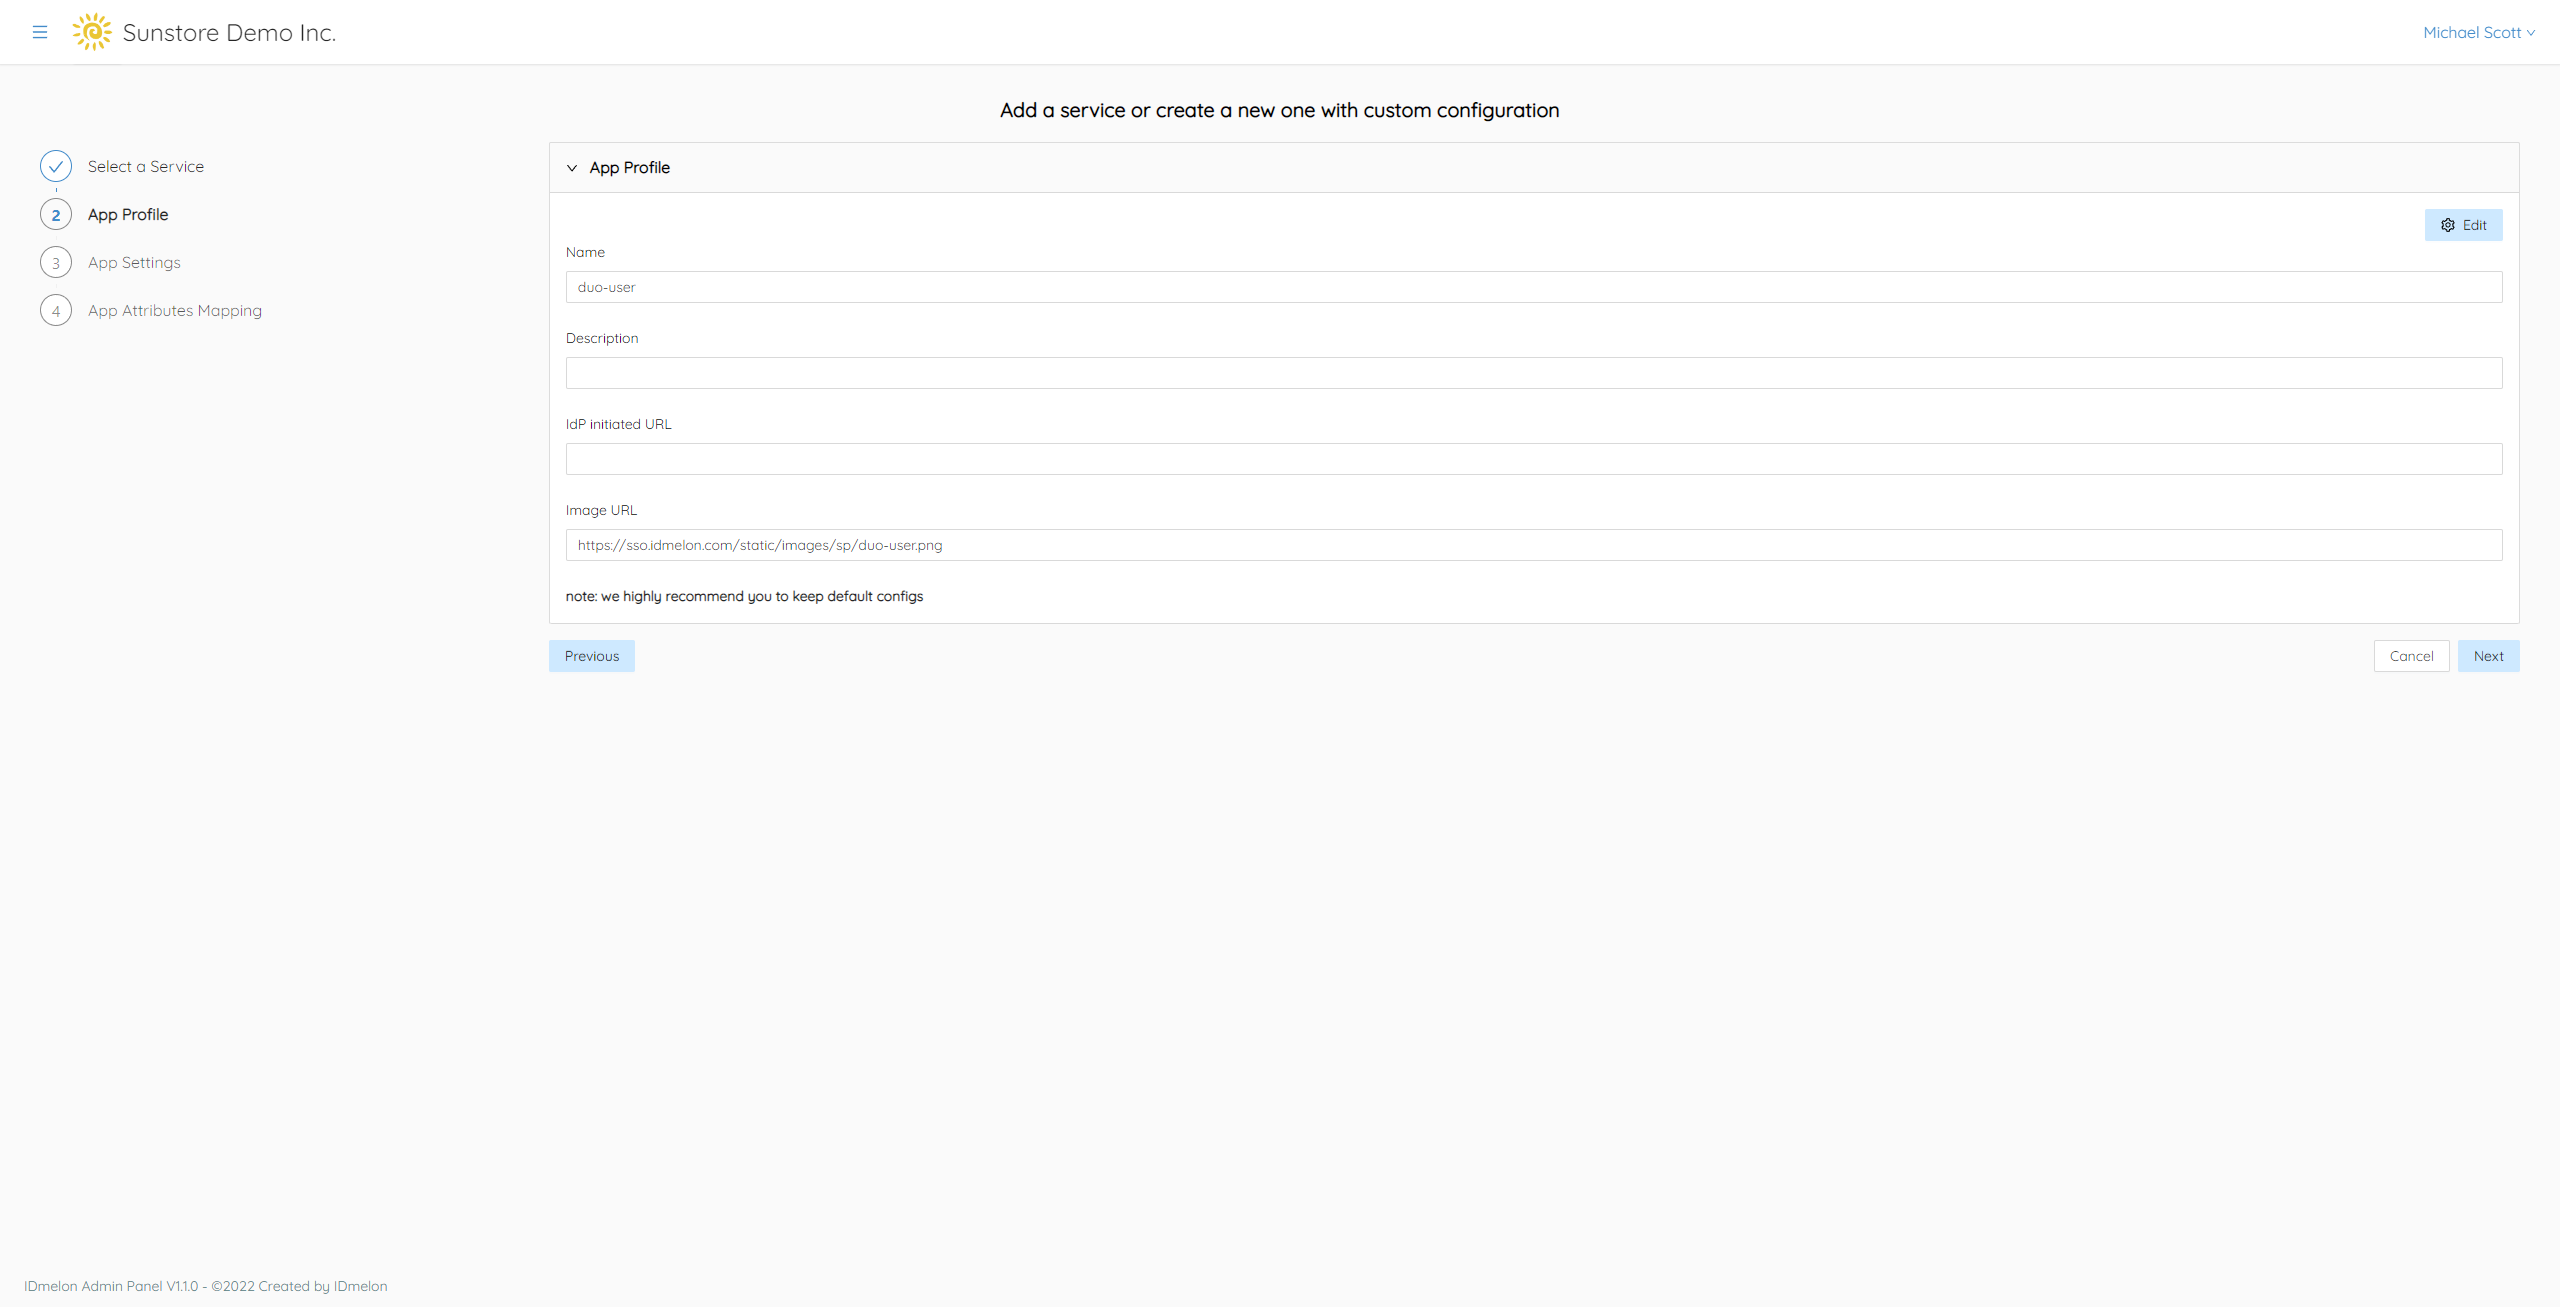 Sunstore Demo Inc.
Michael Scott
Add a service or create a new one with custom configuration
Select a Service
2 App Profile
3 App Settings
4 App Attributes Mapping
App Profile
Edit
Name
duo-user
Description
IdP initiated URL
Image URL
https://sso.idmelon.com/static/images/sp/duo-user.png
note: we highly recommend you to keep default configs
Previous
Cancel
Next
IDmelon Admin Panel V1.1.0 - ©2022 Created by IDmelon